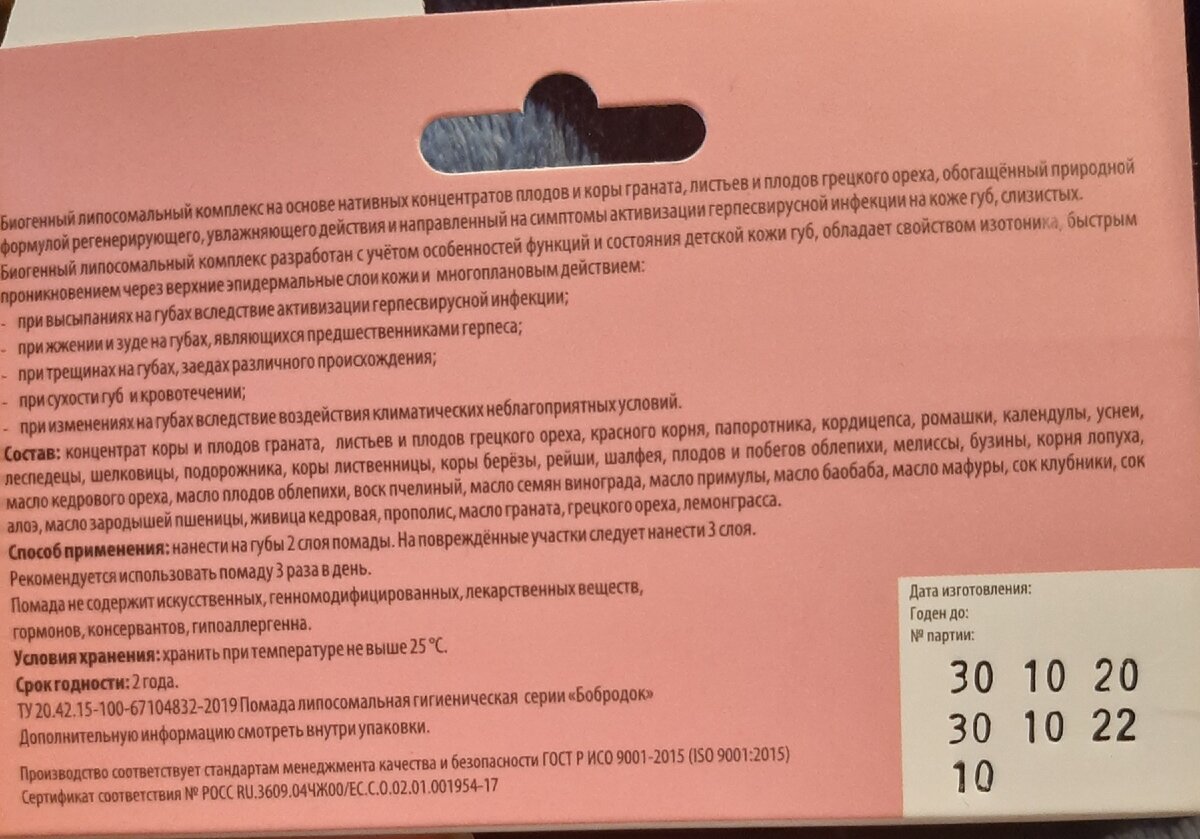 Биогенный липосомальный комплекс на основе нативных концентратов плодов и коры граната, листьев и плодов грецкого ореха, обогащённый природной
формулой регенерирующего, увлажняющего действия и направленный на симптомы активизации герпесвирусной инфекции на коже губ, слизистых.
Биогенный липосомальный комплекс разработан с учётом особенностей функций и состояния детской кожи губ, обладает свойством изотоника, быстрым
проникновением через верхние эпидермальные слои кожи и многоплановым действием:
- при высыпаниях на губах вследствие активизации герпесвирусной инфекции;
- при жжении и зуде на губах, являющихся предшественниками герпеса;
- при трещинах на губах, заедах различного происхождения;
- при сухости губ и кровотечении;
- при изменениях на губах вследствие воздействия климатических неблагоприятных условий.
Состав: концентрат коры и плодов граната, листьев и плодов грецкого ореха, красного корня, папоротника, кордицепса, ромашки, календулы, уснеи,
леспедецы, шелковицы, подорожника, коры лиственницы, коры берёзы, рейши, шалфея, плодов и побегов облепихи, мелиссы, бузины, корня лопуха,
масло кедрового ореха, масло плодов облепихи, воск пчелиный, масло семян винограда, масло примулы, масло баобаба, масло мафуры, сок клубники, сок
алоэ, масло зародышей пшеницы, живица кедровая, прополис, масло граната, грецкого ореха, лемонграсса.
Способ применения: нанести на губы 2 слоя помады. На повреждённые участки следует нанести 3 слоя.
Рекомендуется использовать помаду 3 раза в день.
Помада не содержит искусственных, генномодифицированных, лекарственных веществ,
гормонов, консервантов, гипоаллергенна.
Условия хранения: хранить при температуре не выше 25 °С.
Срок годности: 2 года.
ТУ 20.42.15-100-67104832-2019 Помада липосомальная гигиеническая серии «Бобродок»
Дополнительную информацию смотреть внутри упаковки.
Производство соответствует стандартам менеджмента качества и безопасности ГОСТ Р ИСО 9001-2015 (ISO 9001:2015)
Сертификат соответствия № РОСС RU.3609.04ЧЖ00/ЕС.С.О.02.01.001954-17
Дата изготовления:
Годен до:
№ партии:
30 10 20
30 10 22
10